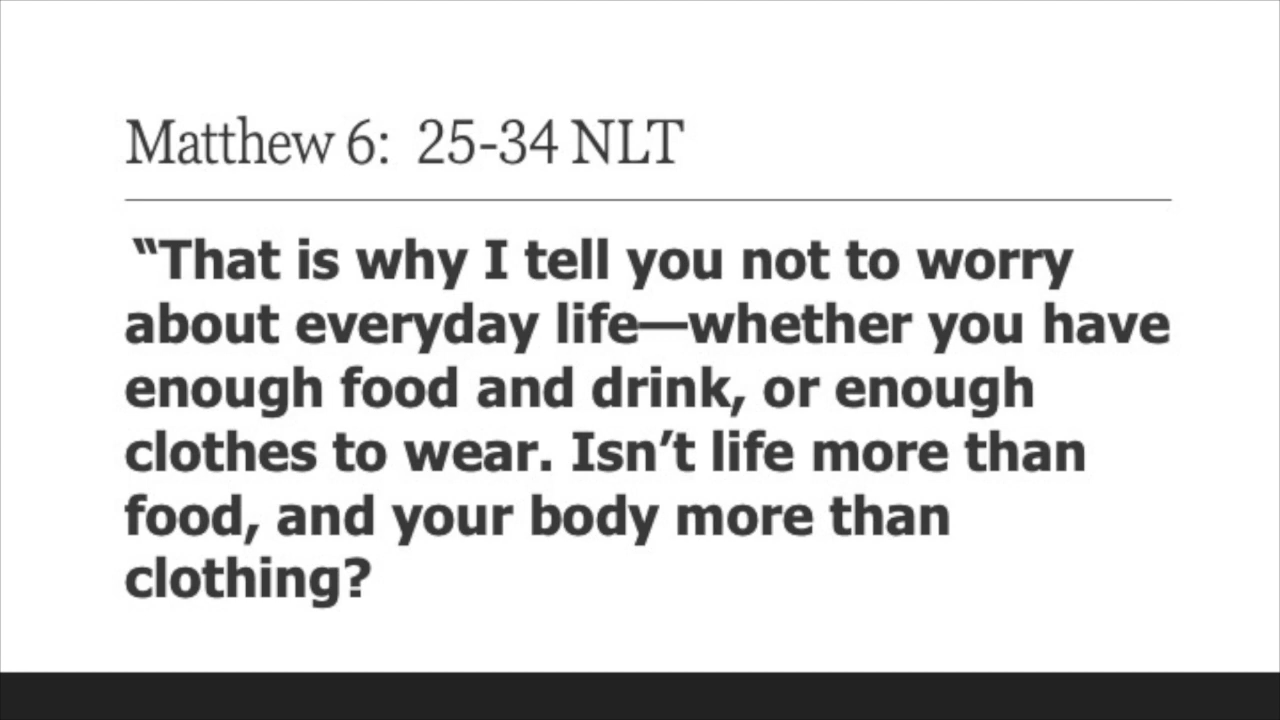 Matthew 6:  25-34 NLT
“That is why I tell you not to worry
about everyday life—whether you have
enough food and drink, or enough
clothes to wear. Isn’t life more than
food, and your body more than
clothing?